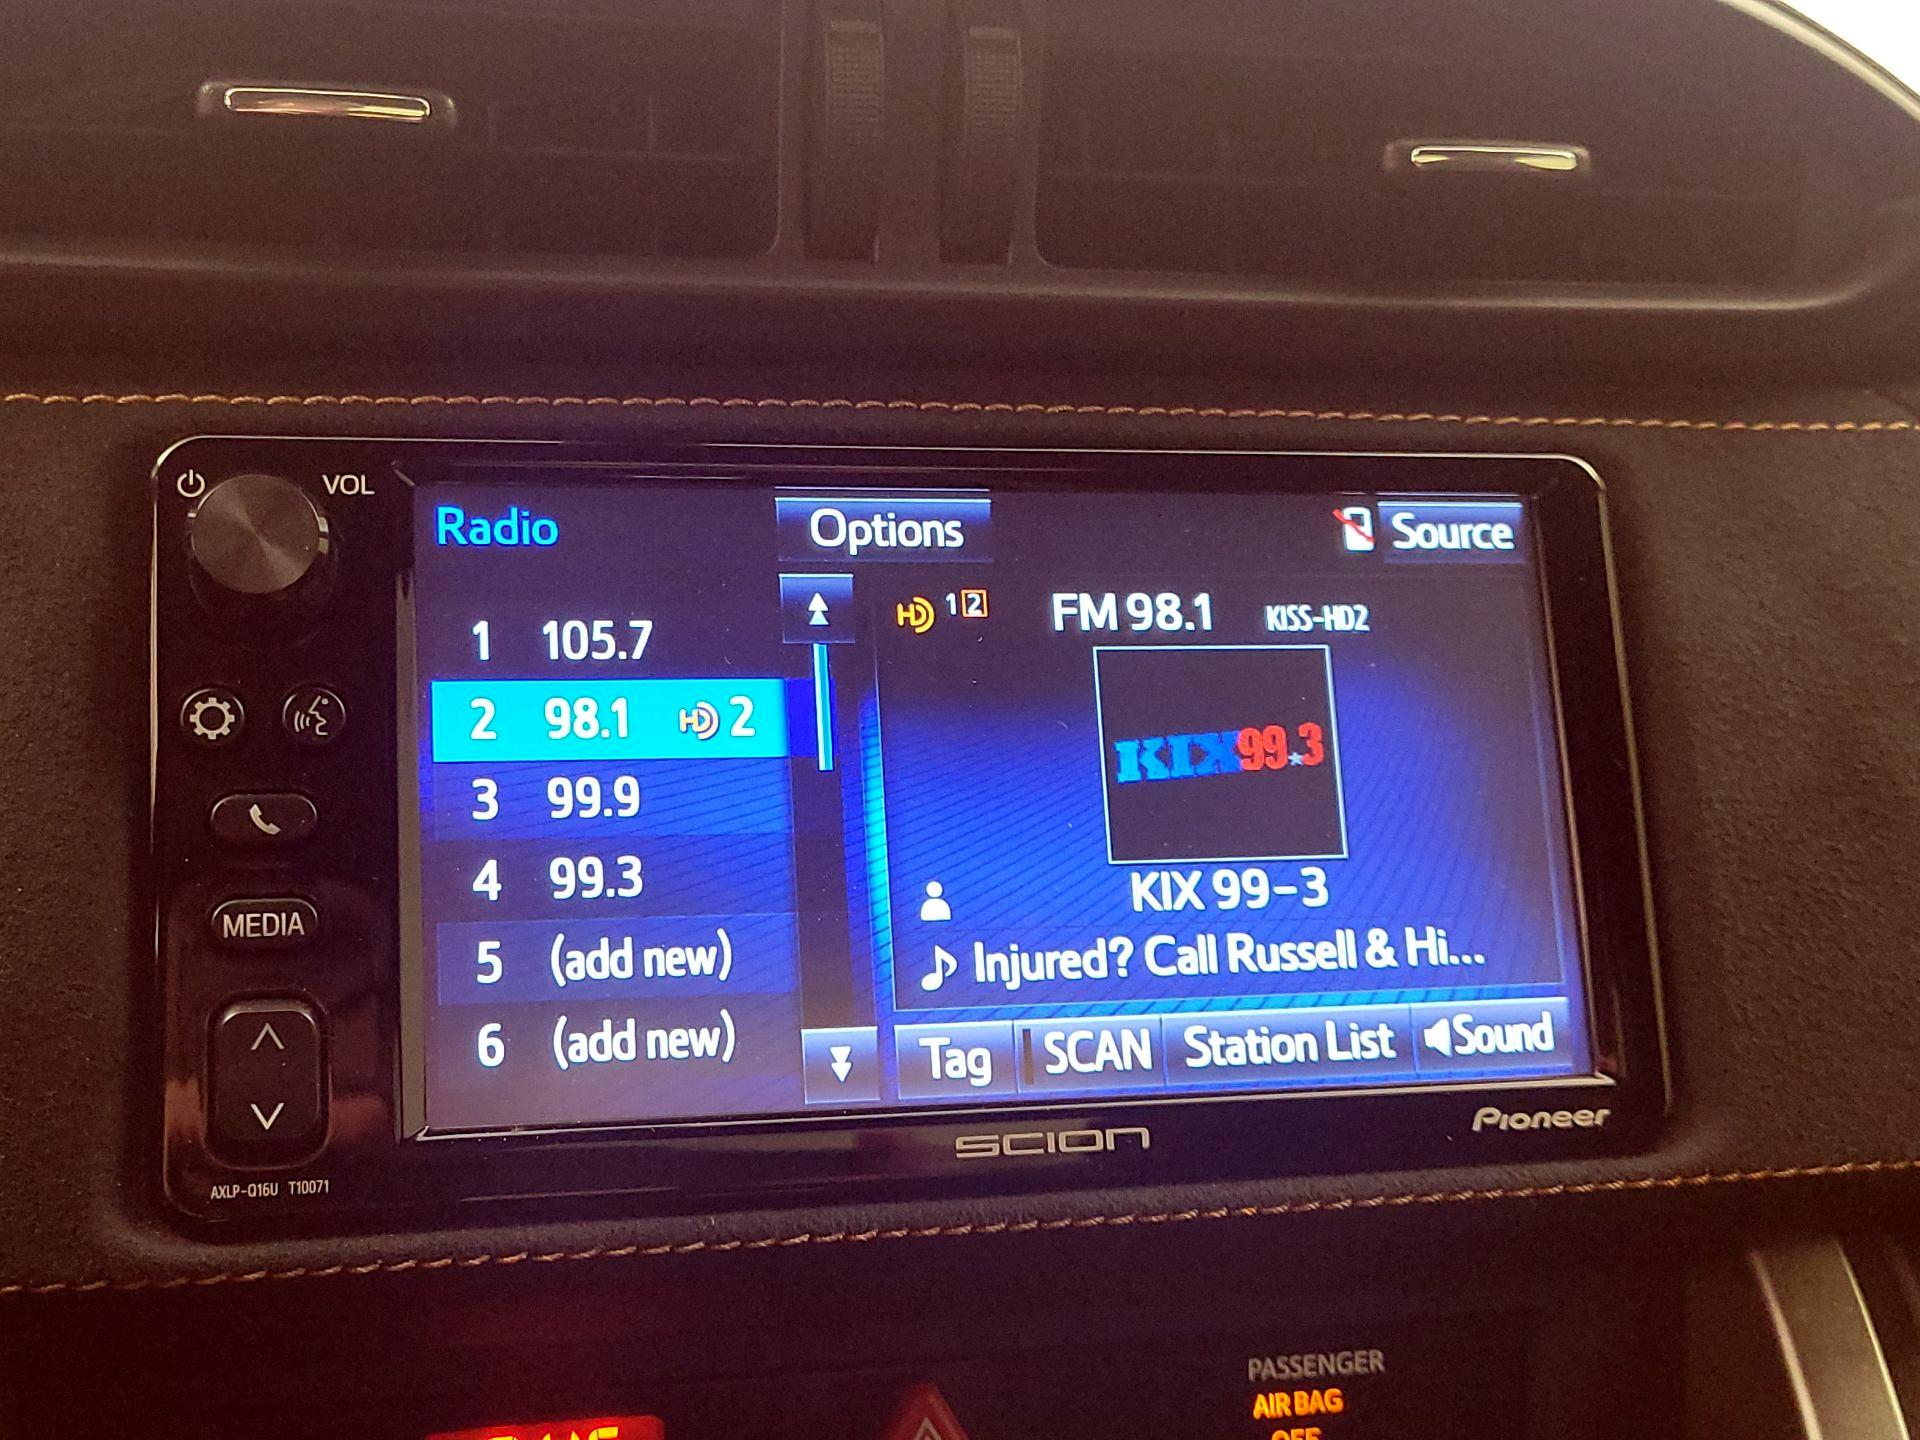 VOL
Radio
Options
Source
HD 1 2
FM 98.1
KISS-HD2
1 105.7
2 98.1 HD 2
3 99.9
4 99.3
5 (add new)
6 (add new)
KIX99.3
KIX 99-3
Injured? Call Russell & Hi...
Tag
SCAN
Station List
Sound
MEDIA
AXLP-Q16U T10071
SCION
Pioneer
PASSENGER
AIR BAG
OFF